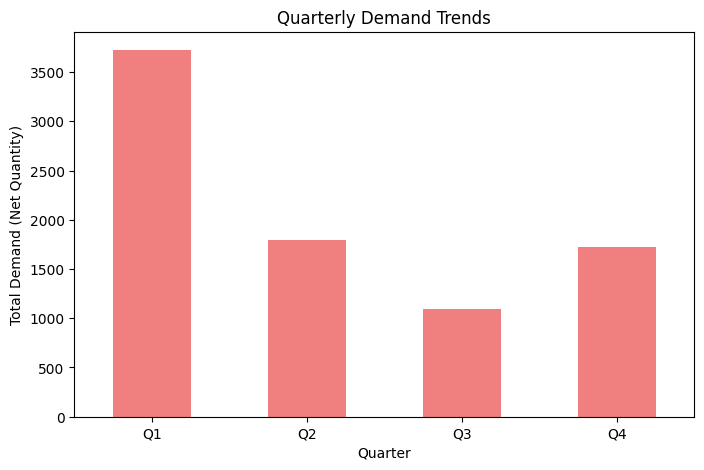 Quarterly Demand Trends
Total Demand (Net Quantity)
3500
3000
2500
2000
1500
1000
500
0
Q1 Q2 Q3 Q4
Quarter